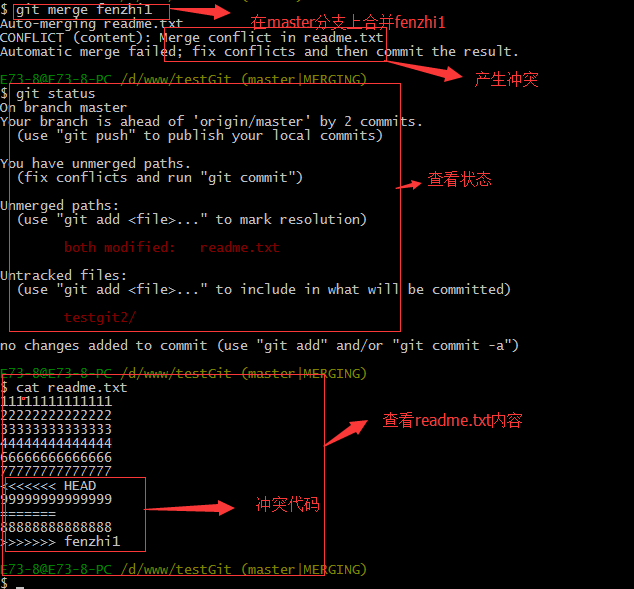 $ git merge fenzhi1
Auto-merging readme.txt
在master分支上合并fenzhi1
CONFLICT (content): Merge conflict in readme.txt
Automatic merge failed; fix conflicts and then commit the result.
产生冲突
E73-8@E73-8-PC /d/www/testGit (master|MERGING)
$ git status
On branch master
Your branch is ahead of 'origin/master' by 2 commits.
(use "git push" to publish your local commits)
You have unmerged paths.
(fix conflicts and run "git commit")
查看状态
Unmerged paths:
(use "git add <file>..." to mark resolution)
both modified: readme.txt
Untracked files:
(use "git add <file>..." to include in what will be committed)
testgit2/
no changes added to commit (use "git add" and/or "git commit -a")
E73-8@E73-8-PC /d/www/testGit (master|MERGING)
$ cat readme.txt
11111111111111
22222222222222
33333333333333
查看readme.txt内容
44444444444444
66666666666666
77777777777777
<<<<<<< HEAD
99999999999999
冲突代码
=======
88888888888888
>>>>>>> fenzhi1
E73-8@E73-8-PC /d/www/testGit (master|MERGING)
$